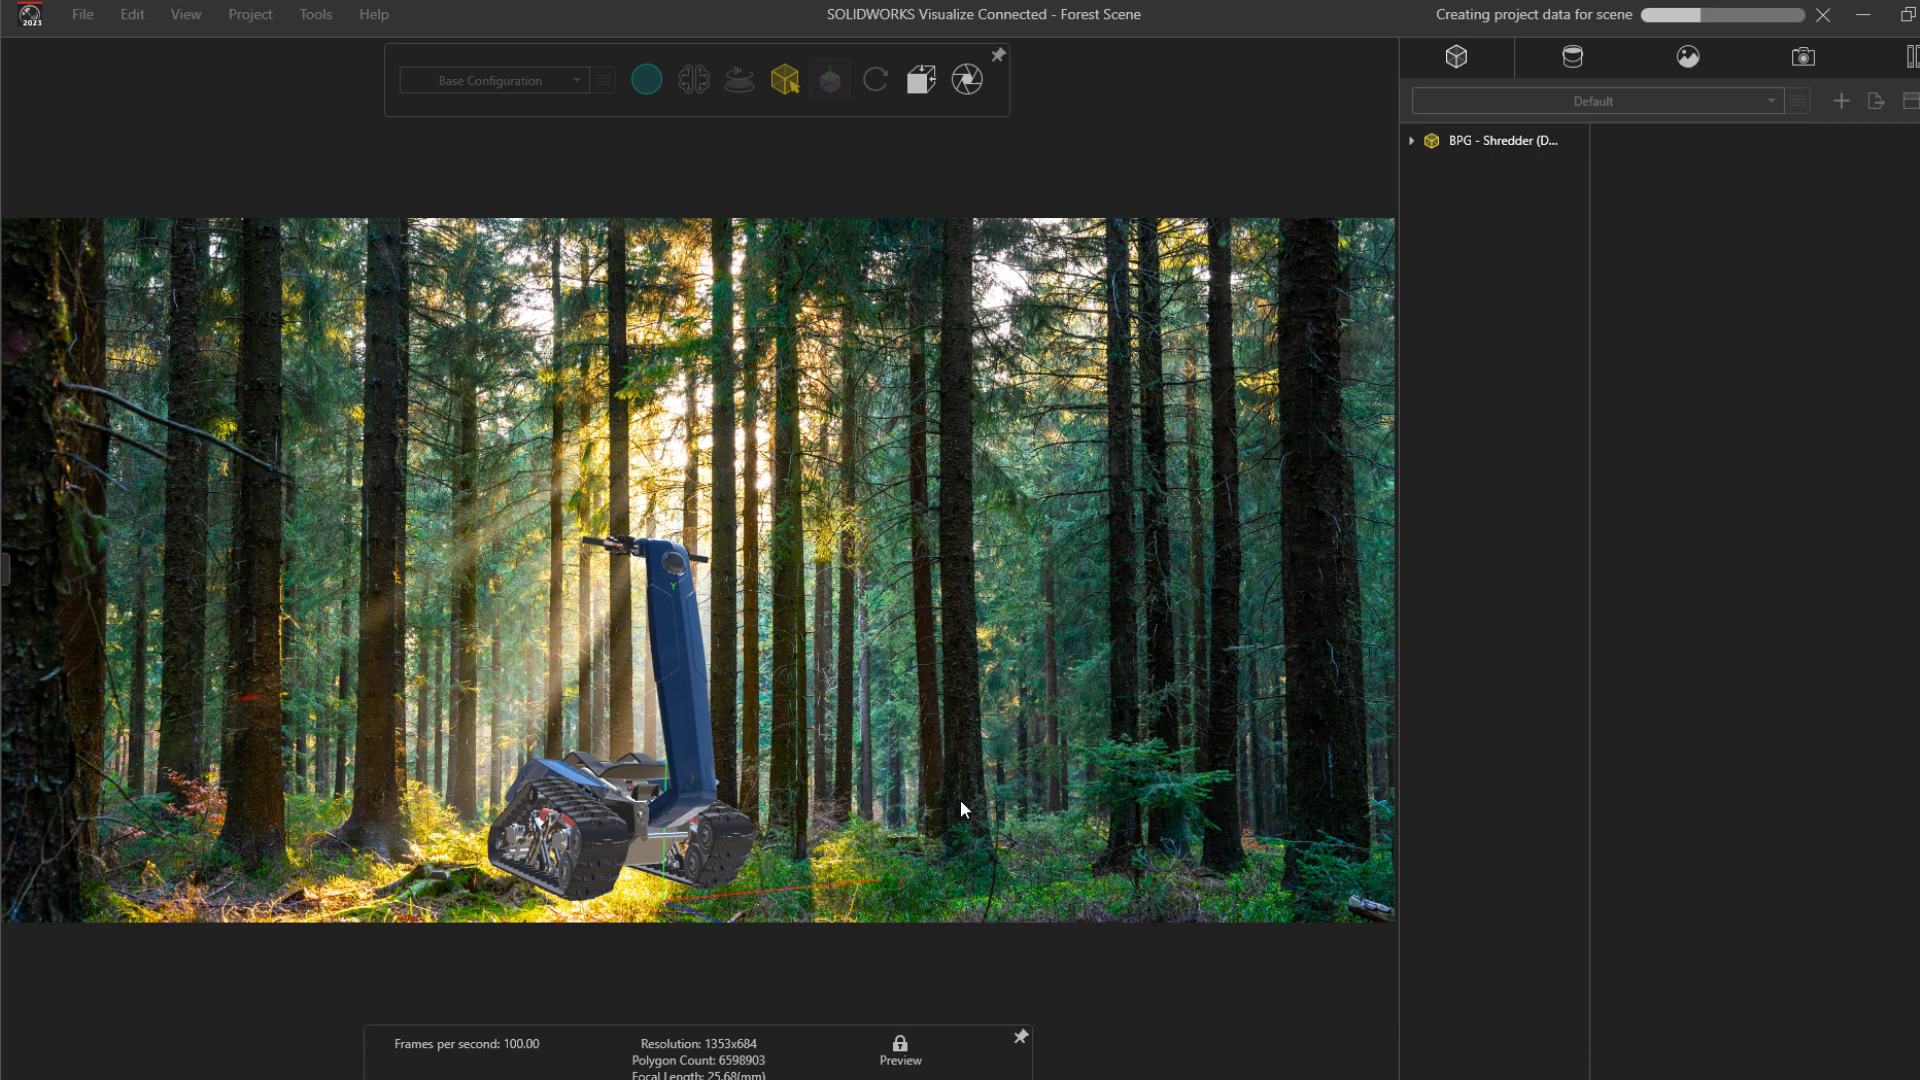 2023
File Edit View Project Tools Help
SOLIDWORKS Visualize Connected - Forest Scene
Creating project data for scene
Base Configuration
Default
BPG - Shredder (D...
Y
Frames per second: 100.00
Resolution: 1353x684
Polygon Count: 6598903
Focal Length: 25.68(mm)
Preview